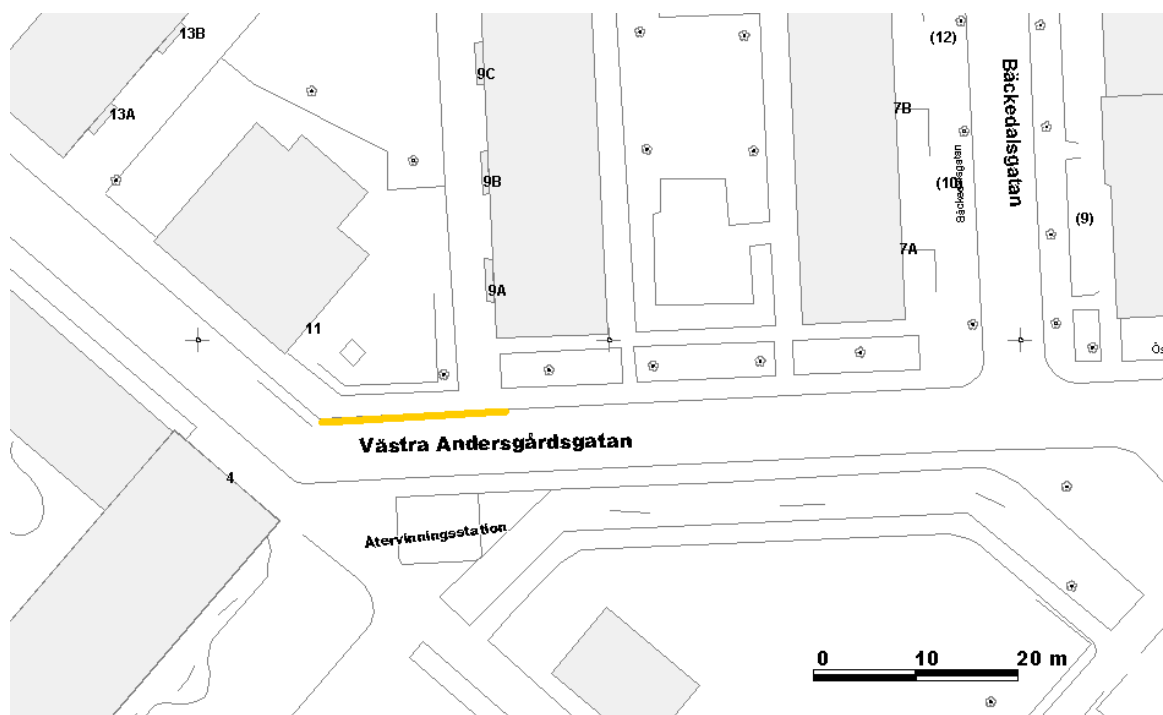 13B
(12)
9C
Bäckedalsgatan
13A
7B
9B
(10)
Bäckedalsgatan
(9)
7A
9A
11
Ös
Västra Andersgårdsgatan
4
Återvinningsstation
0 10 20 m